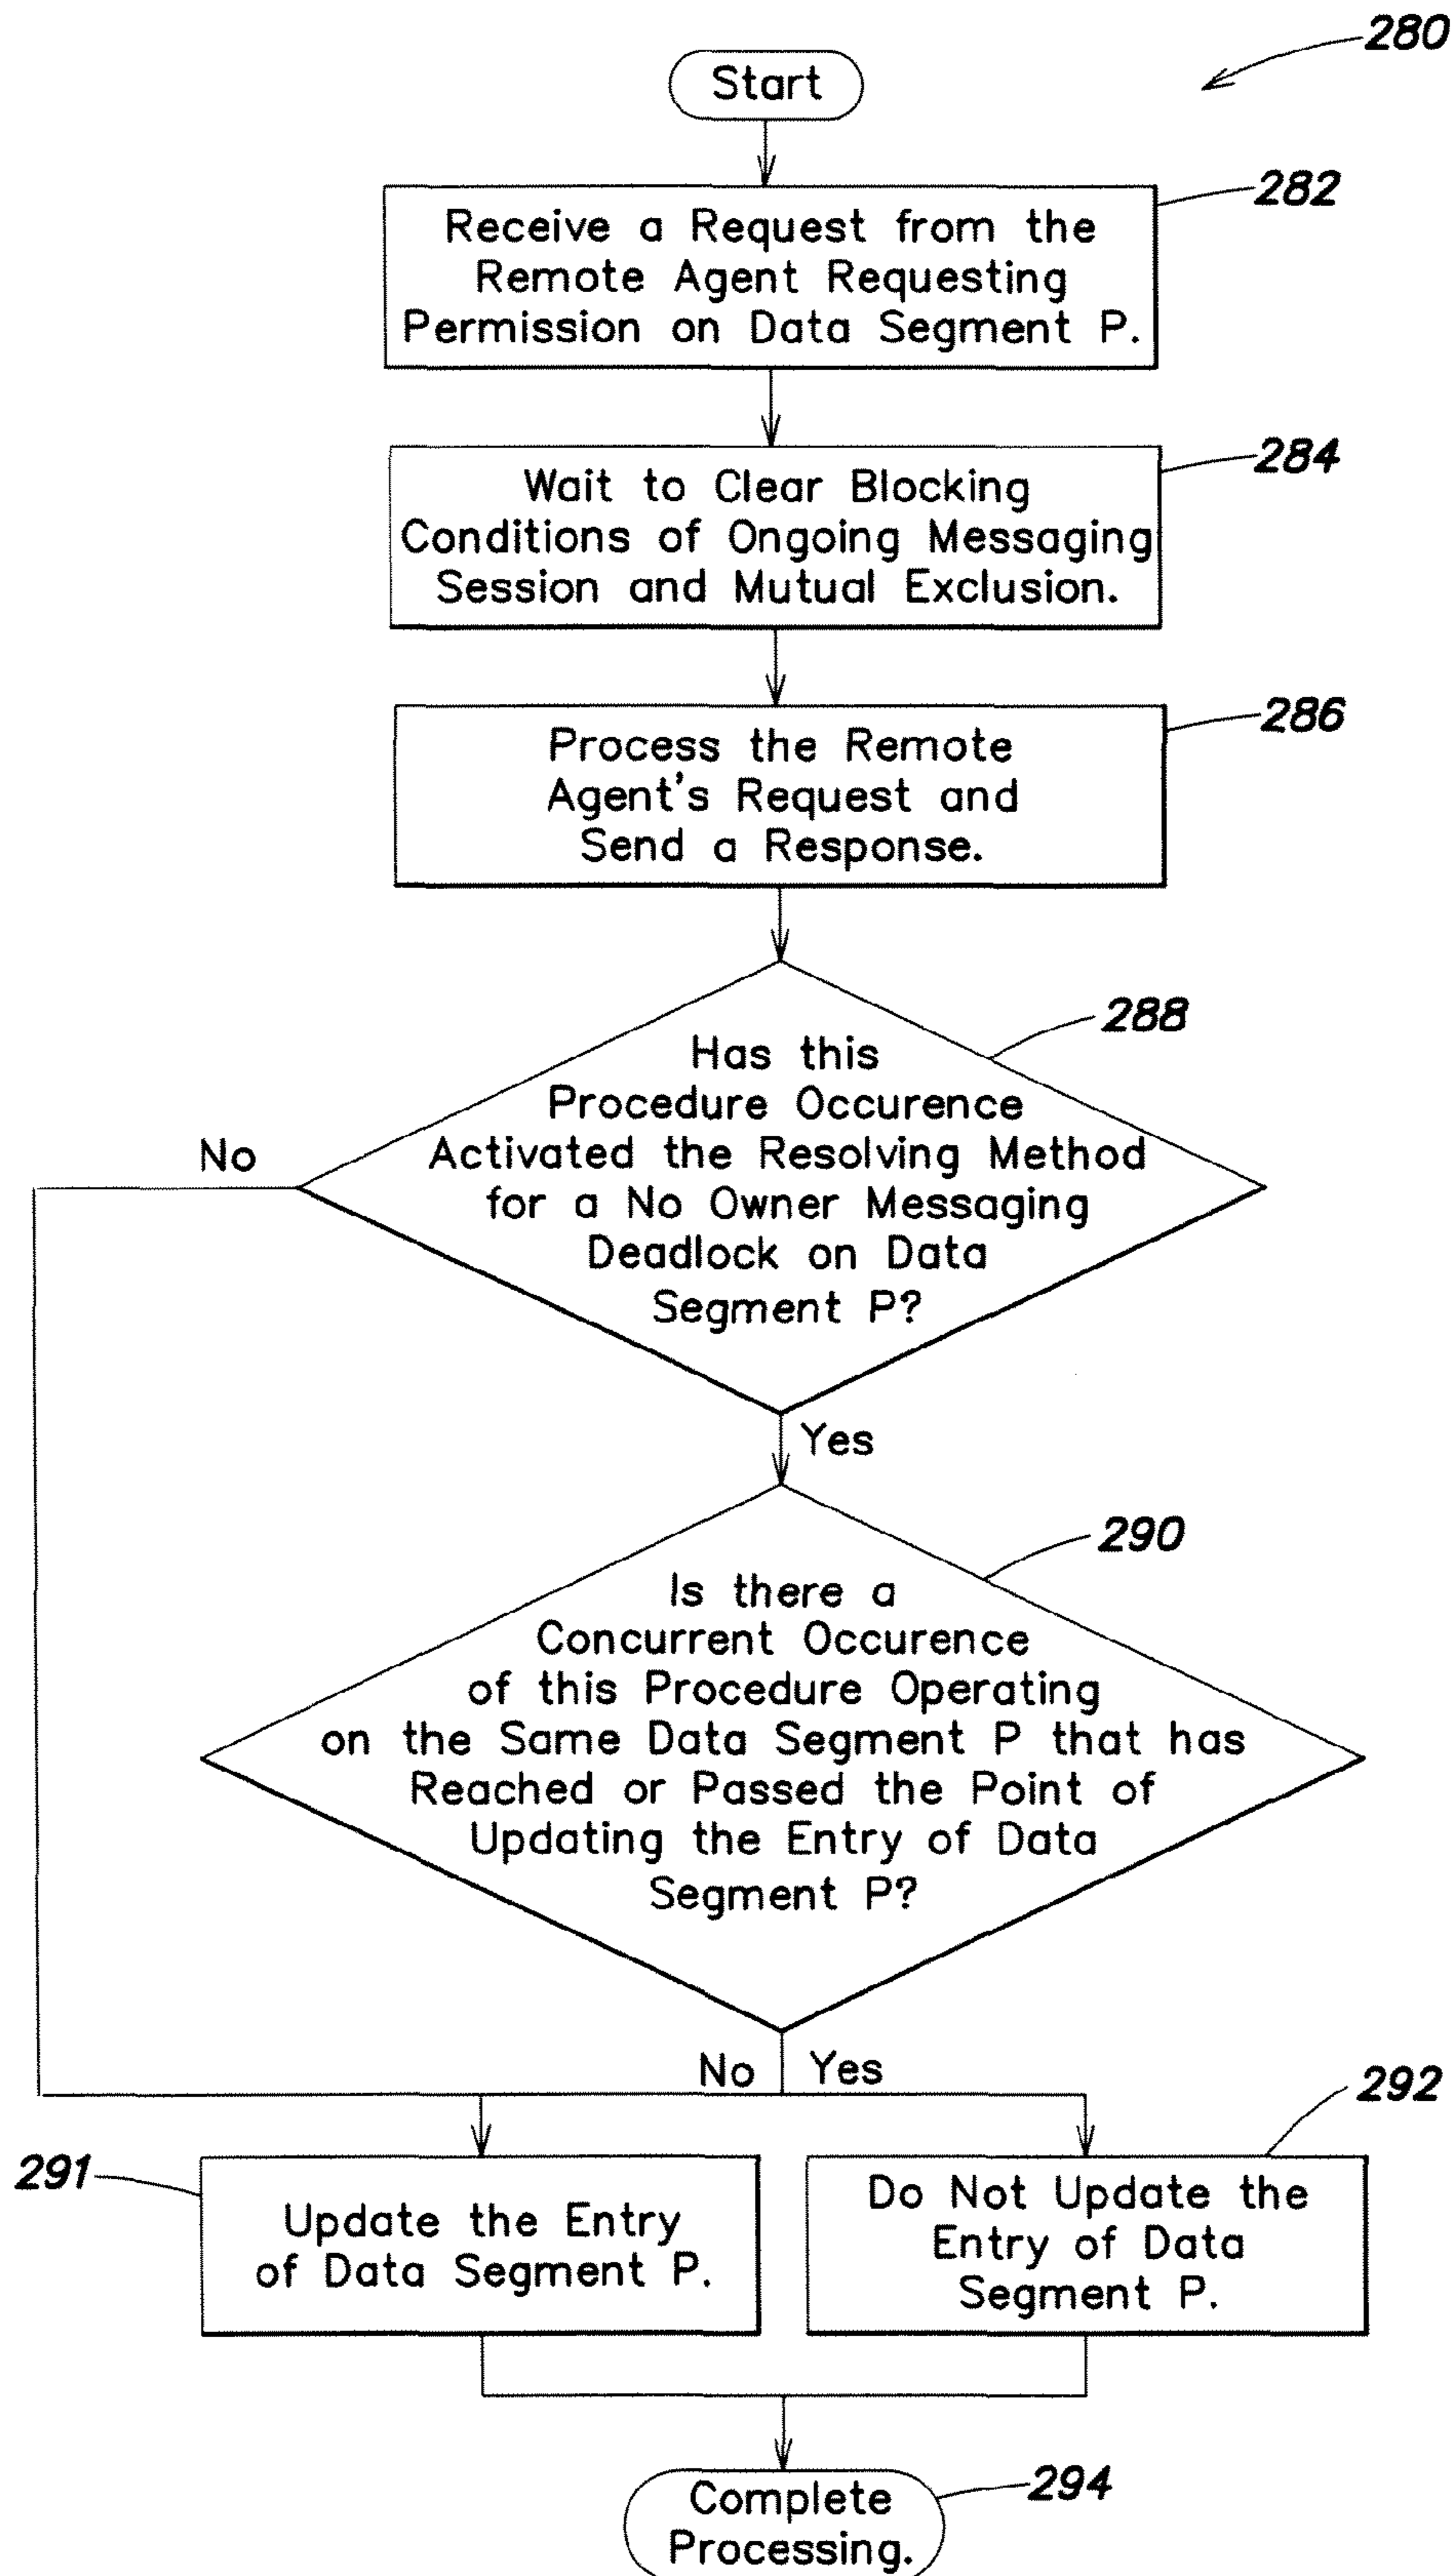 280
Start
282
Receive a Request from the
Remote Agent Requesting
Permission on Data Segment P.
284
Wait to Clear Blocking
Conditions of Ongoing Messaging
Session and Mutual Exclusion.
286
Process the Remote
Agent's Request and
Send a Response.
288
Has this
Procedure Occurence
Activated the Resolving Method
for a No Owner Messaging
Deadlock on Data
Segment P?
No
Yes
290
Is there a
Concurrent Occurence
of this Procedure Operating
on the Same Data Segment P that has
Reached or Passed the Point of
Updating the Entry of Data
Segment P?
No
Yes
291
Update the Entry
of Data Segment P.
292
Do Not Update the
Entry of Data
Segment P.
294
Complete
Processing.